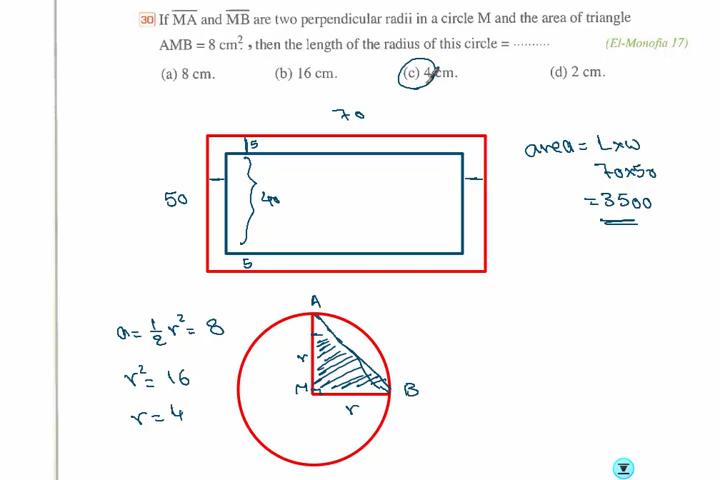 30 If MA and MB are two perpendicular radii in a circle M and the area of triangle
AMB = 8 cm², then the length of the radius of this circle = ··········
(El-Monofia 17)
(a) 8 cm.
(b) 16 cm.
(c) 4 cm.
(d) 2 cm.
70
5
50
40
5
area = L×w
70×50
= 3500
a = 1/2 r² = 8
r² = 16
r = 4
A
r
M
B
r